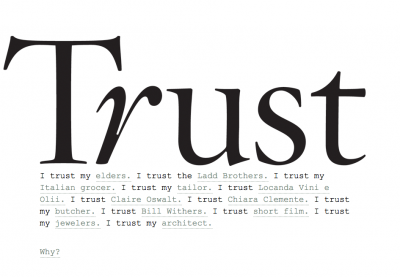 Trust
I trust my elders. I trust the Ladd Brothers. I trust my
Italian grocer. I trust my tailor. I trust Locanda Vini e
Olii. I trust Claire Oswalt. I trust Chiara Clemente. I trust
my butcher. I trust Bill Withers. I trust short film. I trust
my jewelers. I trust my architect.
Why?